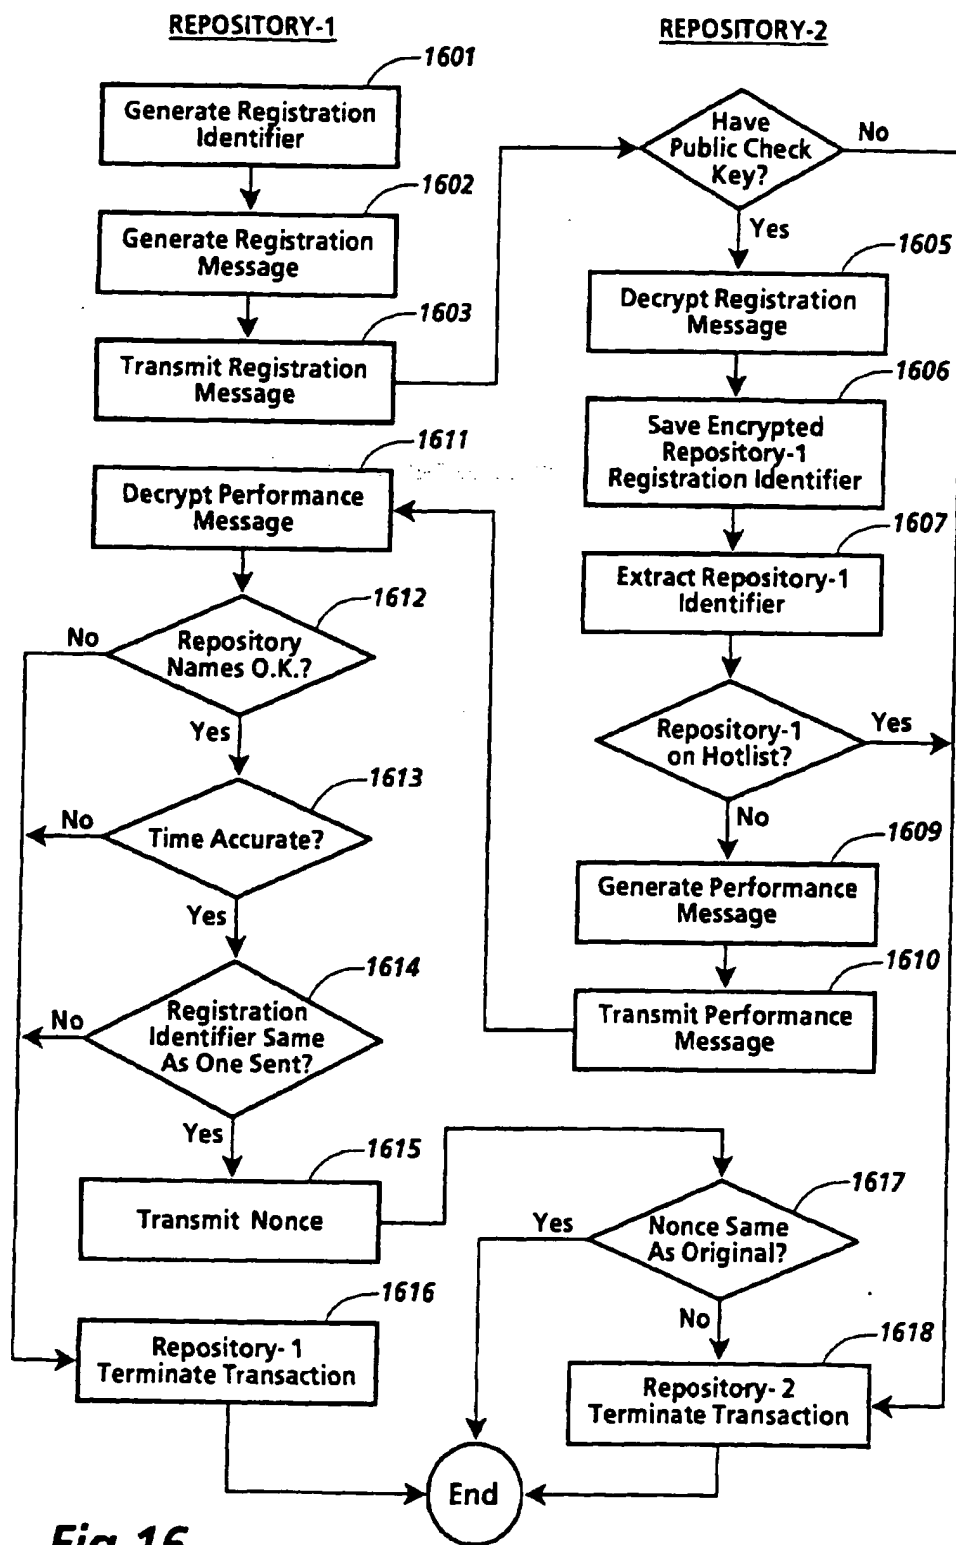 REPOSITORY-1
REPOSITORY-2
1601
Generate Registration
Identifier
1602
Generate Registration
Message
1603
Transmit Registration
Message
Have
Public Check
Key?
No
Yes
1605
Decrypt Registration
Message
1606
Save Encrypted
Repository-1
Registration Identifier
1607
Extract Repository-1
Identifier
Repository-1
on Hotlist?
Yes
No
1609
Generate Performance
Message
1610
Transmit Performance
Message
1611
Decrypt Performance
Message
1612
Repository
Names O.K.?
No
Yes
1613
Time Accurate?
No
Yes
1614
Registration
Identifier Same
As One Sent?
No
Yes
1615
Transmit Nonce
1616
Repository- 1
Terminate Transaction
1617
Nonce Same
As Original?
Yes
No
1618
Repository- 2
Terminate Transaction
End
Fig.16